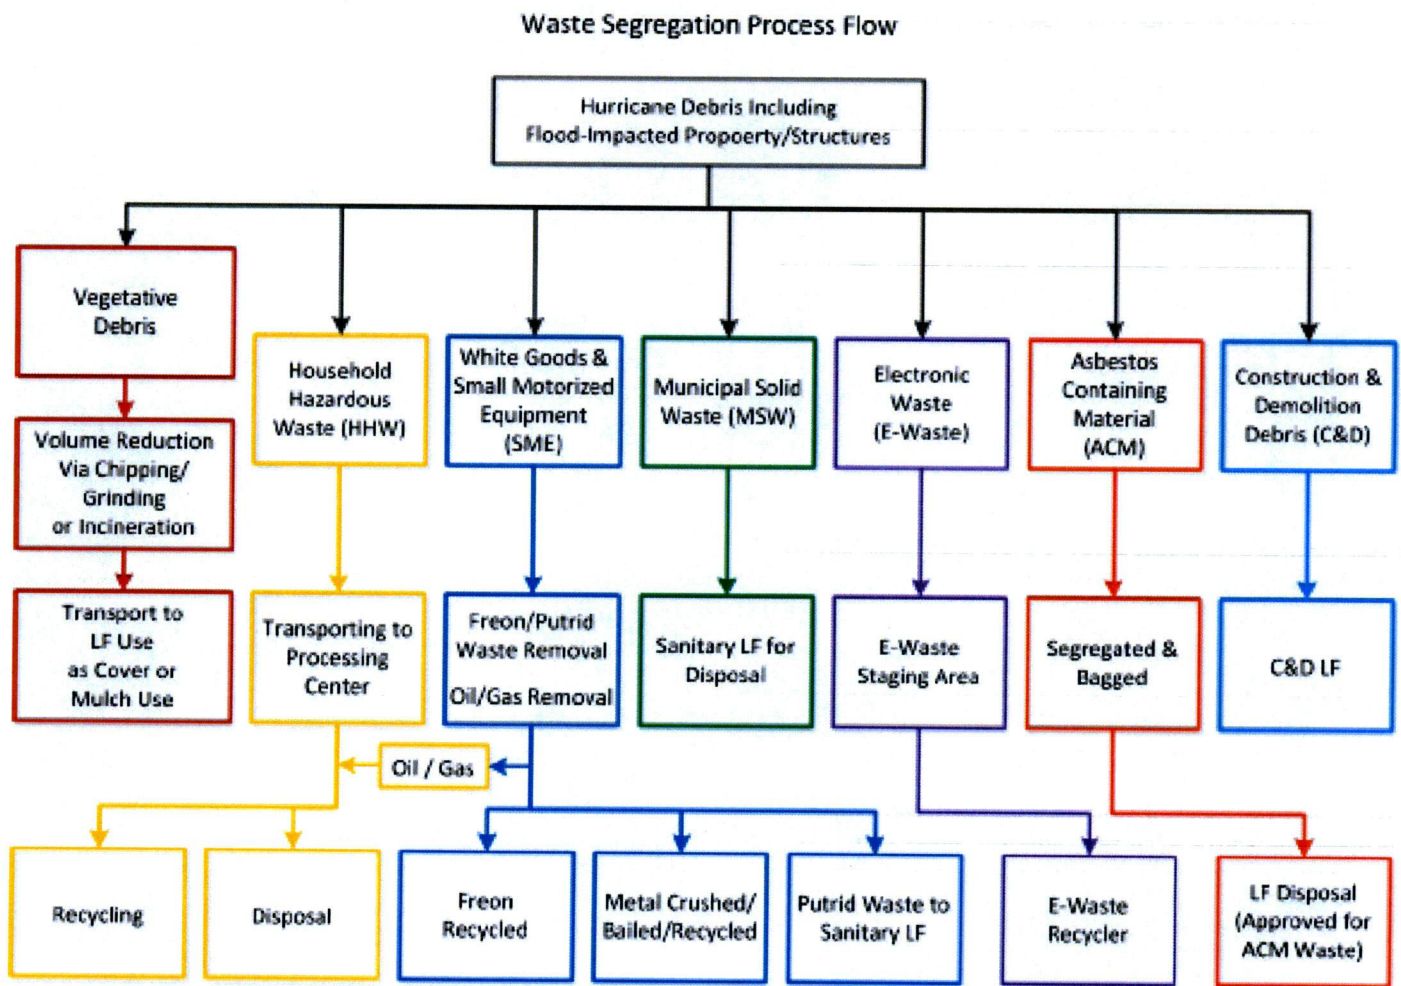 Waste Segregation Process Flow
Hurricane Debris Including
Flood-Impacted Propoerty/Structures
Vegetative
Debris
Household
Hazardous
Waste (HHW)
White Goods &
Small Motorized
Equipment
(SME)
Municipal Solid
Waste (MSW)
Electronic
Waste
(E-Waste)
Asbestos
Containing
Material
(ACM)
Construction &
Demolition
Debris (C&D)
Volume Reduction
Via Chipping/
Grinding
or Incineration
Transport to
LF Use
as Cover or
Mulch Use
Transporting to
Processing
Center
Freon/Putrid
Waste Removal
Oil/Gas Removal
Sanitary LF for
Disposal
E-Waste
Staging Area
Segregated &
Bagged
C&D LF
Oil / Gas
Recycling
Disposal
Freon
Recycled
Metal Crushed/
Bailed/Recycled
Putrid Waste to
Sanitary LF
E-Waste
Recycler
LF Disposal
(Approved for
ACM Waste)